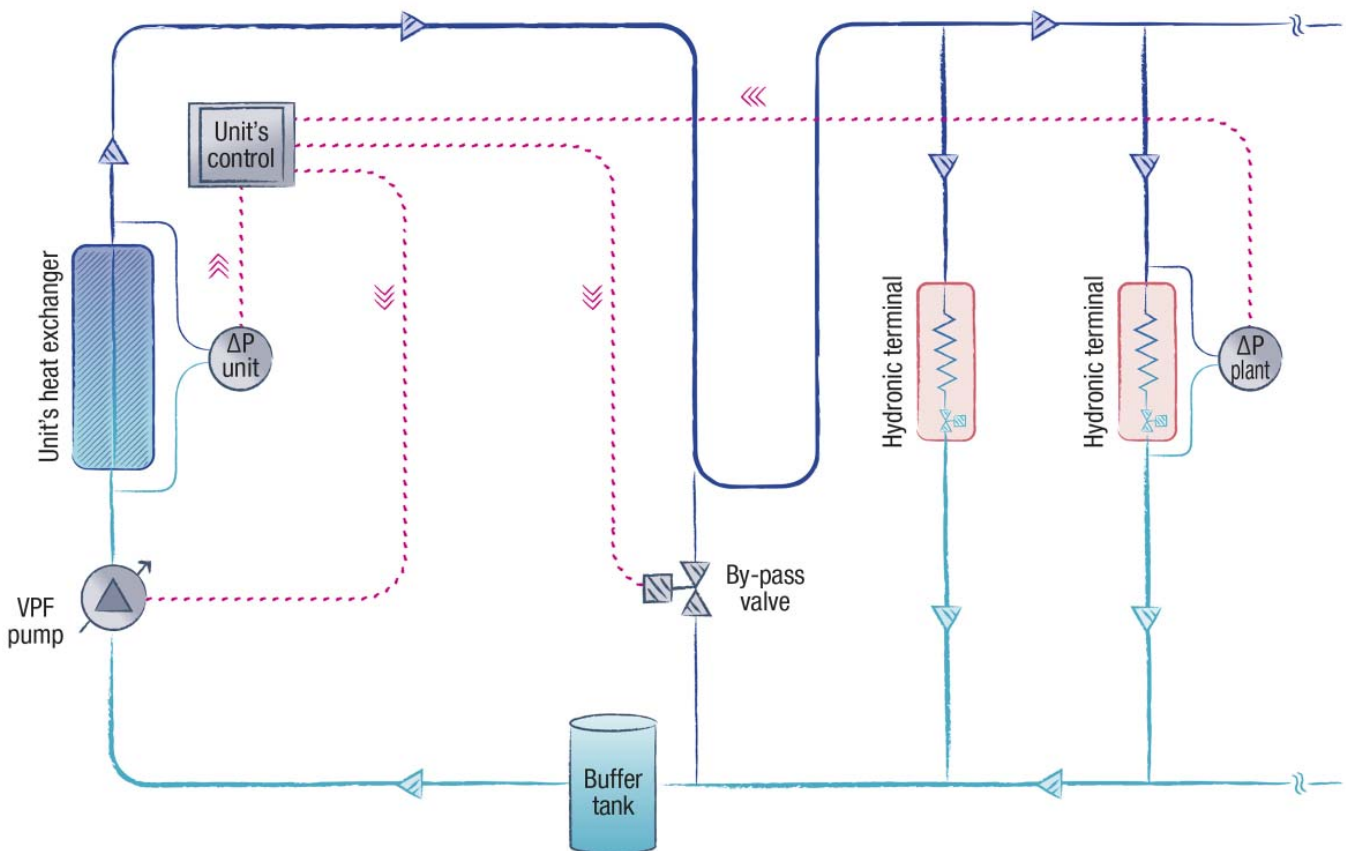 Unit's
control
Unit's heat exchanger
ΔP
unit
Hydronic terminal
Hydronic terminal
ΔP
plant
VPF
pump
By-pass
valve
Buffer
tank